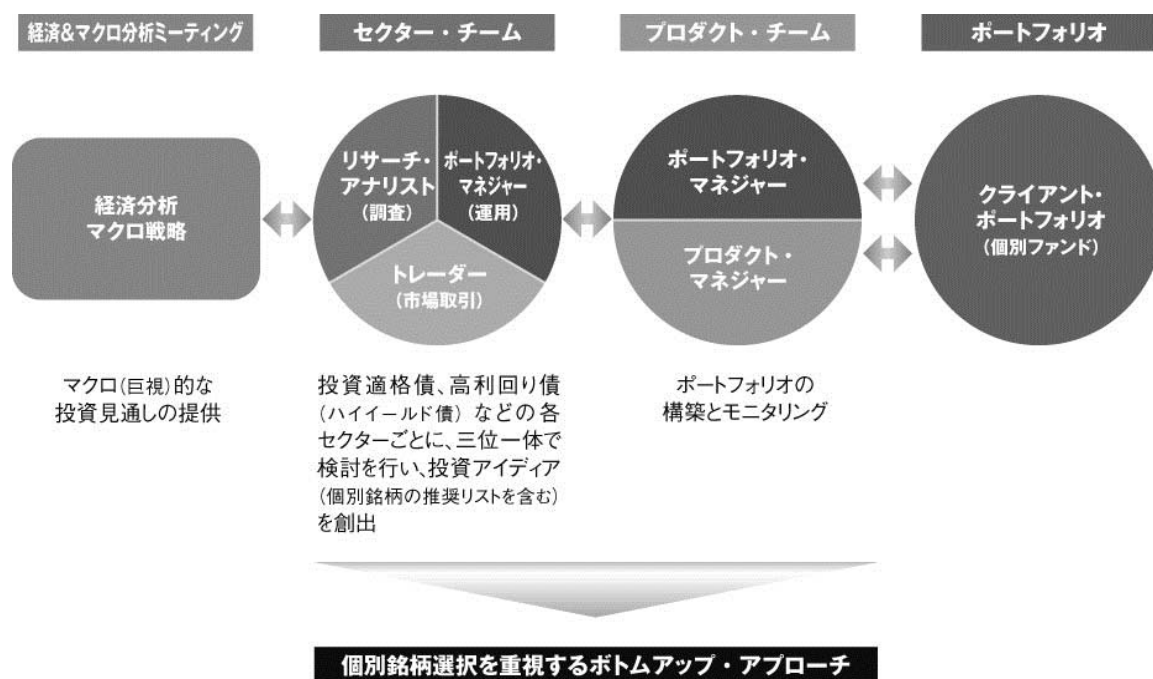 経済&マクロ分析ミーティング
セクター・チーム
プロダクト・チーム
ポートフォリオ
経済分析
マクロ戦略
リサーチ・
アナリスト
（調査）
ポートフォリオ・
マネジャー
（運用）
トレーダー
（市場取引）
ポートフォリオ・
マネジャー
プロダクト・
マネジャー
クライアント・
ポートフォリオ
（個別ファンド）
マクロ（巨視）的な
投資見通しの提供
投資適格債、高利回り債
（ハイイールド債）などの各
セクターごとに、三位一体で
検討を行い、投資アイディア
（個別銘柄の推奨リストを含む）
を創出
ポートフォリオの
構築とモニタリング
個別銘柄選択を重視するボトムアップ・アプローチ